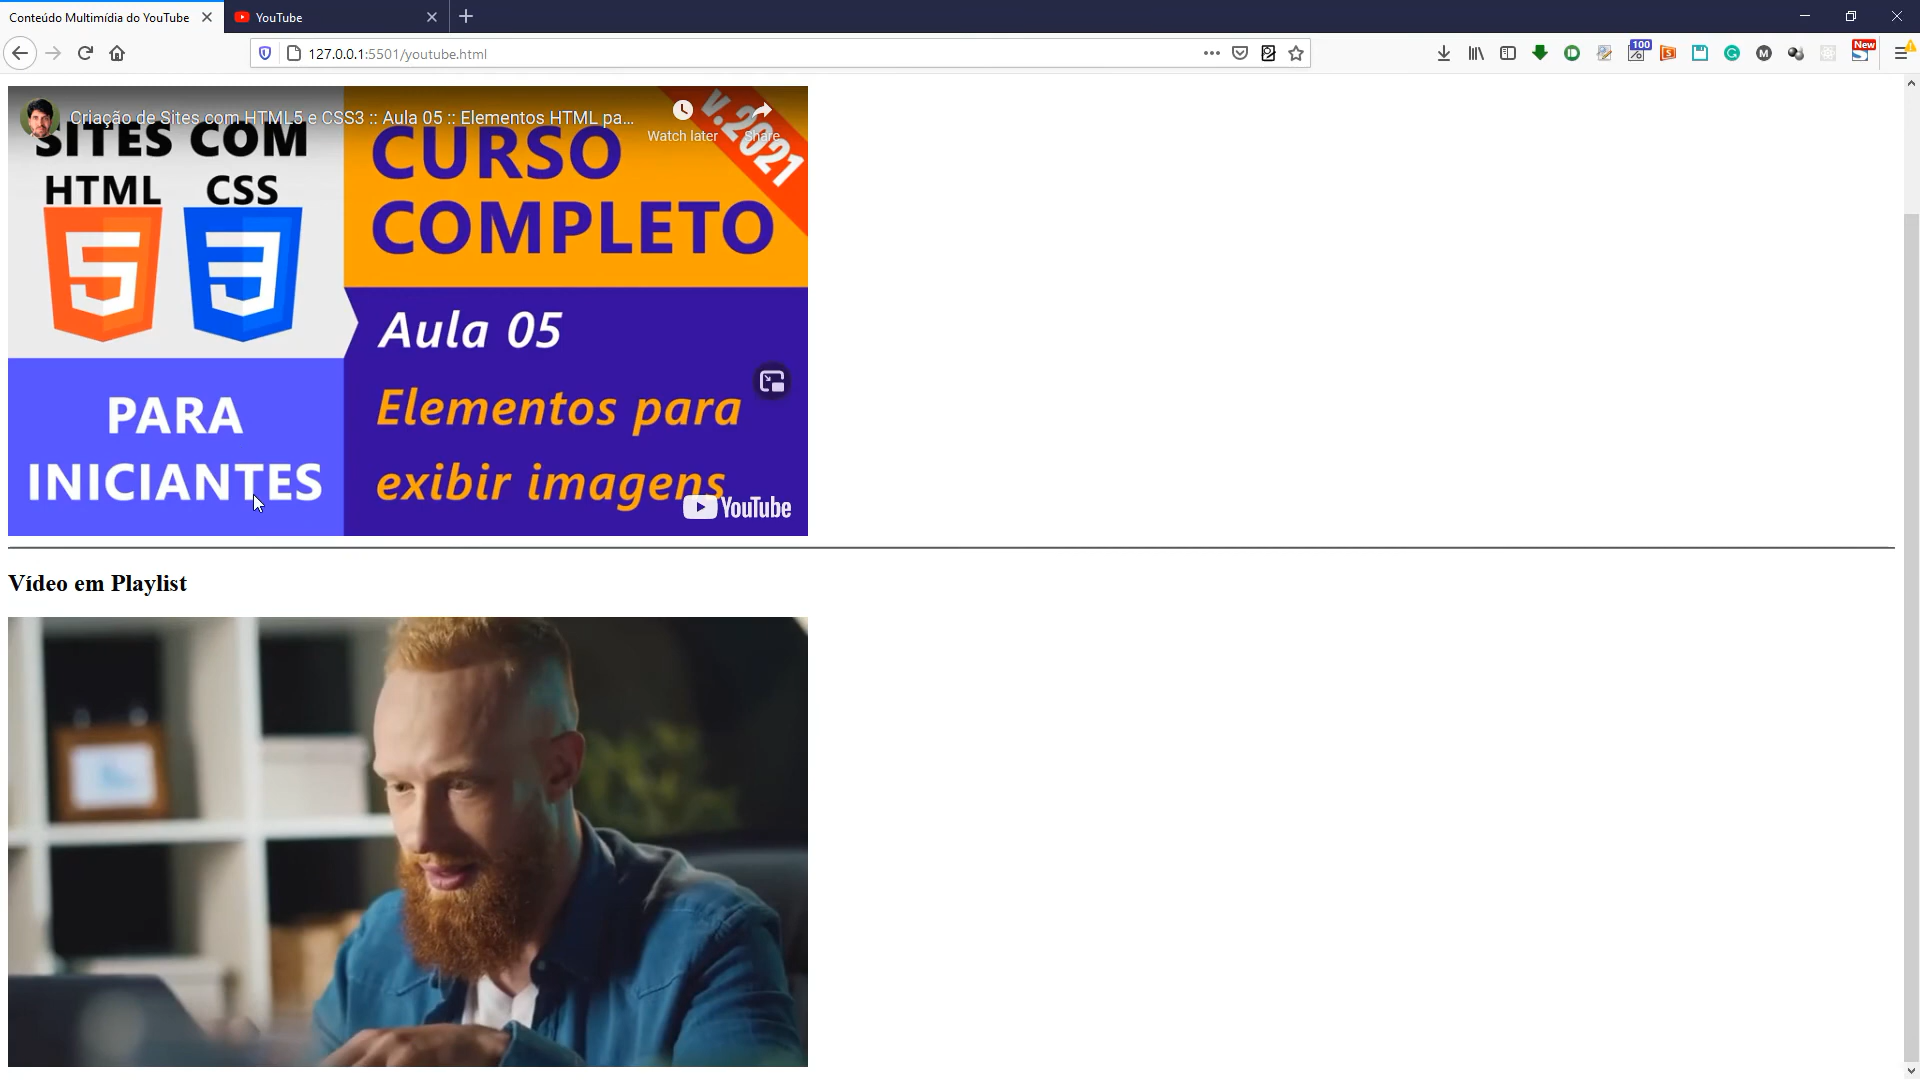 Conteúdo Multimídia do YouTube
YouTube
127.0.0.1:5501/youtube.html
100
New
Criação de Sites com HTML5 e CSS3 :: Aula 05 :: Elementos HTML pa...
Watch later
Share
v.2021
SITES COM
HTML CSS
CURSO
COMPLETO
Aula 05
Elementos para
exibir imagens
PARA
INICIANTES
YouTube
Vídeo em Playlist